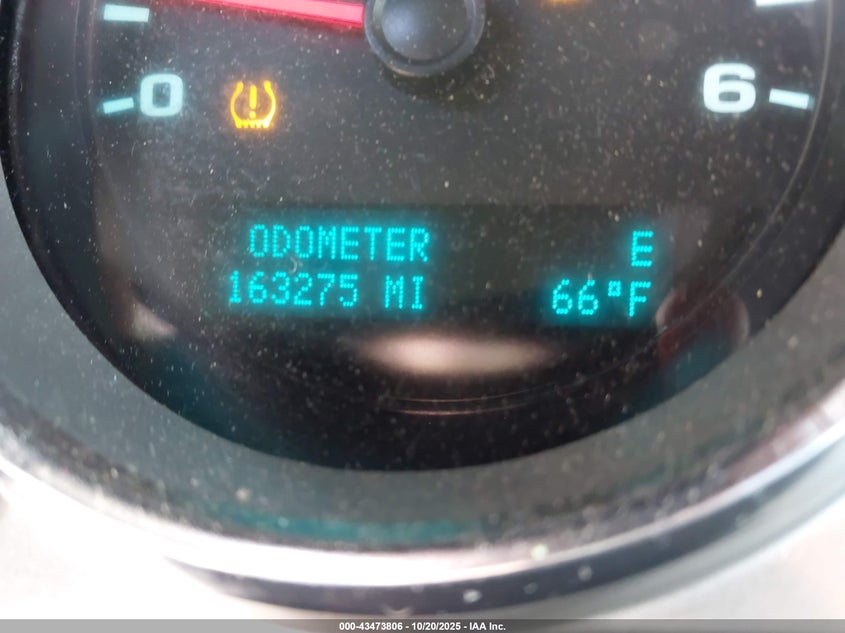 0
6
ODOMETER E
163275 MI 66°F
000-43473806 - 10/20/2025 - IAA Inc.